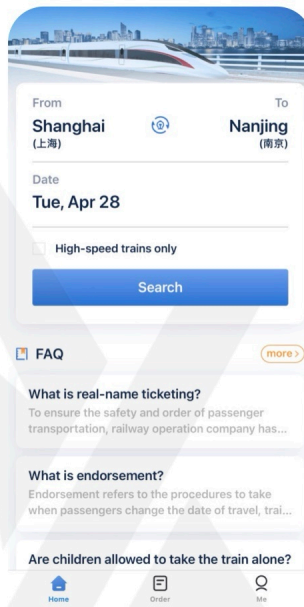 From To
Shanghai Nanjing
(上海) (南京)
Date
Tue, Apr 28
High-speed trains only
Search
FAQ more >
What is real-name ticketing?
To ensure the safety and order of passenger
transportation, railway operation company has...
What is endorsement?
Endorsement refers to the procedures to take
when passengers change the date of travel, trai...
Are children allowed to take the train alone?
Home Order Me